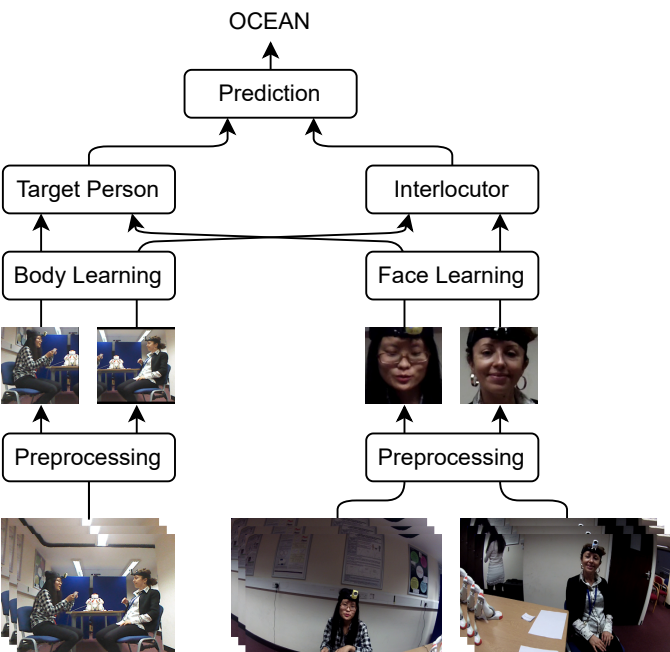 OCEAN
Prediction
Target Person
Interlocutor
Body Learning
Face Learning
Preprocessing
Preprocessing